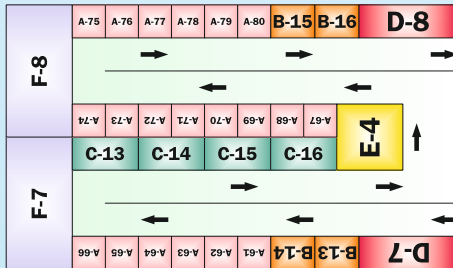 A-75 A-76 A-77 A-78 A-79 A-80 B-15 B-16 D-8
F-8
A-74 A-73 A-72 A-71 A-70 A-69 A-68 A-67
E-4
C-13 C-14 C-15 C-16
F-7
A-66 A-65 A-64 A-63 A-62 A-61 B-14 B-13 D-7